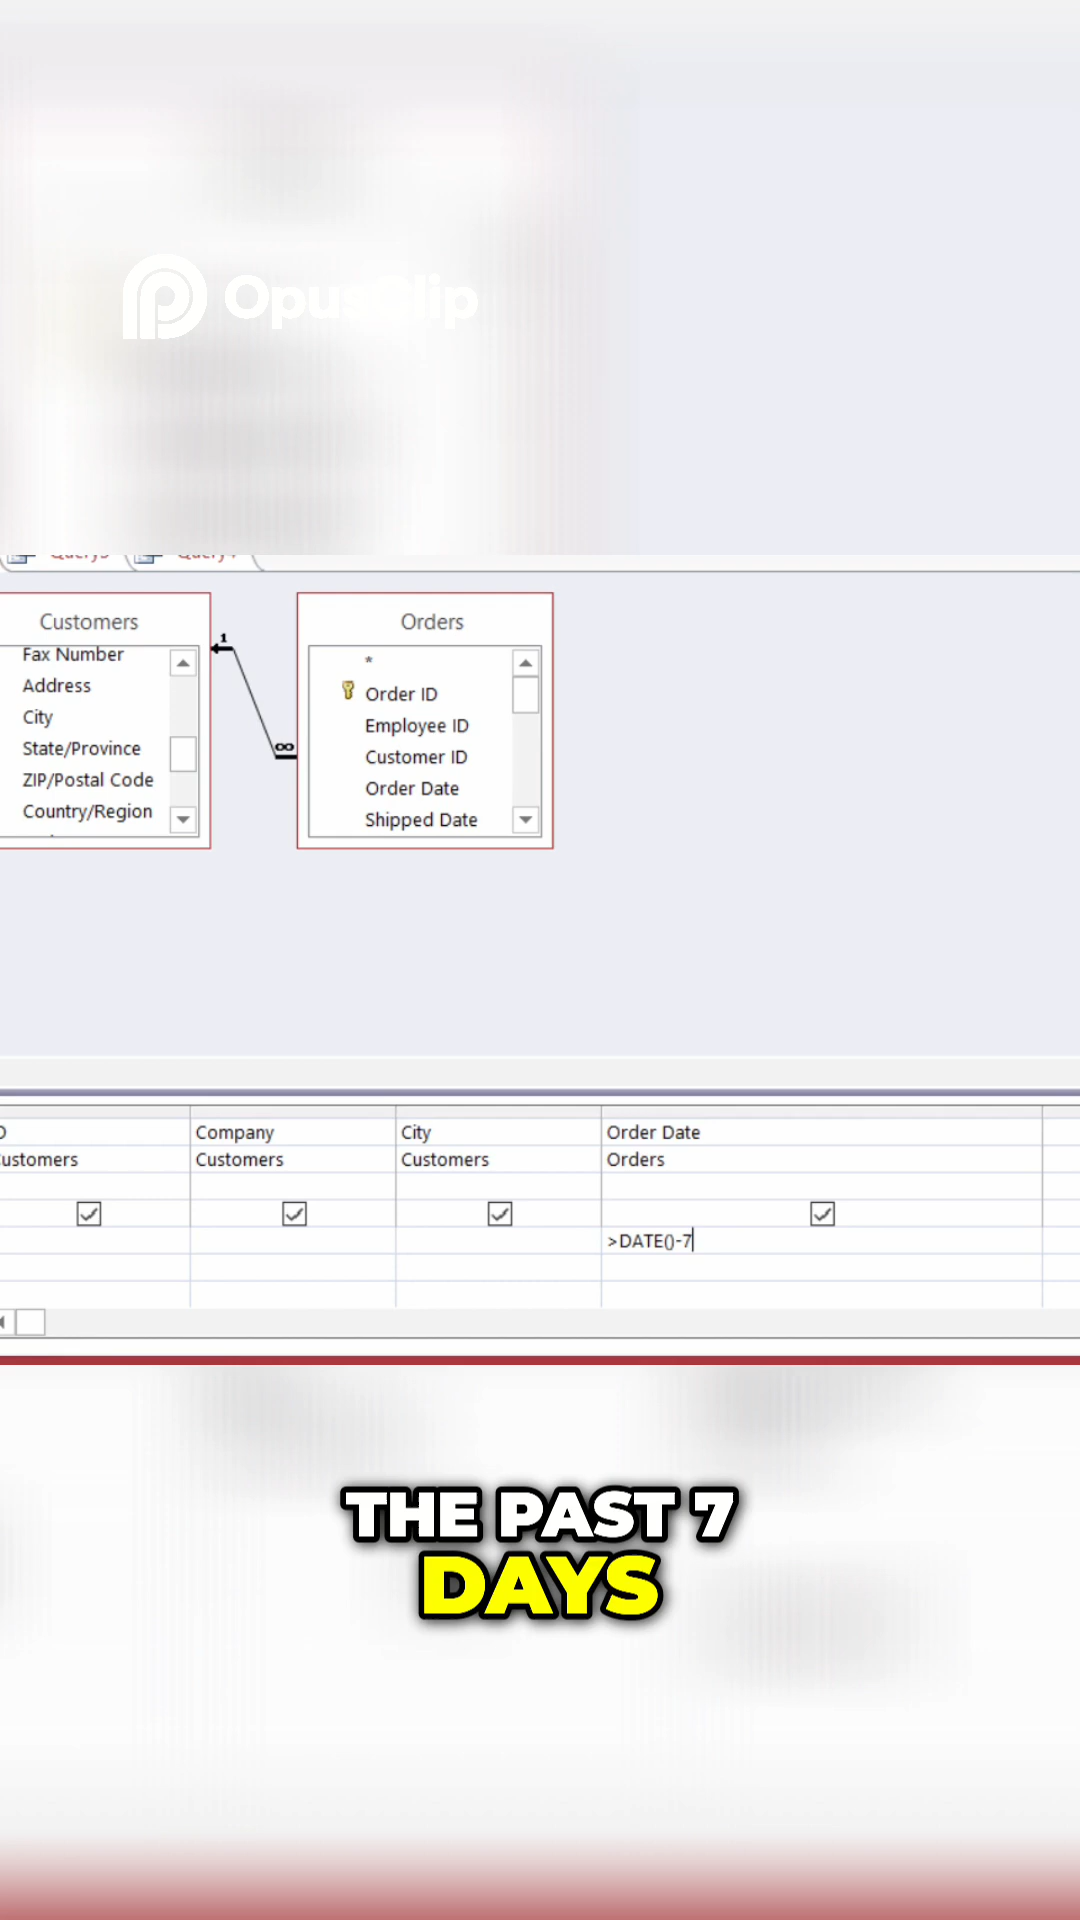 OpusClip
Customers
Fax Number
Address
City
State/Province
ZIP/Postal Code
Country/Region
1
∞
Orders
*
Order ID
Employee ID
Customer ID
Order Date
Shipped Date
Company
City
Order Date
Customers
Customers
Orders
>DATE()-7
THE PAST 7
DAYS